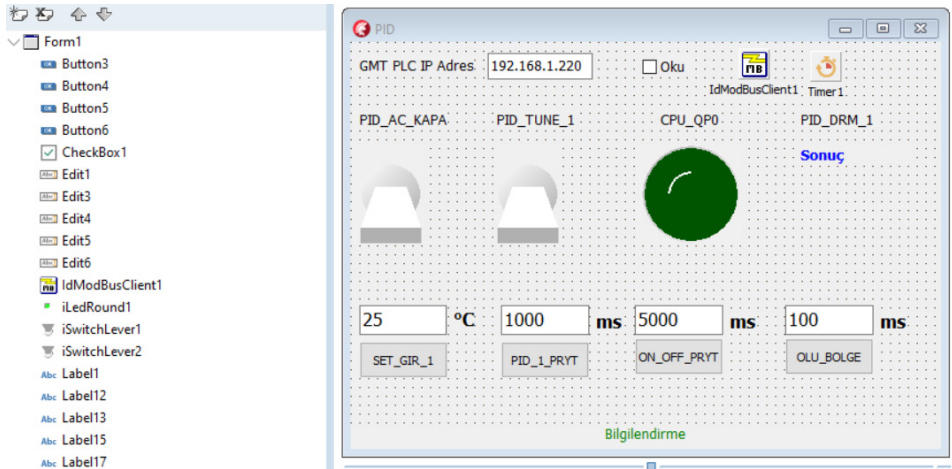 Form1
Button3
Button4
Button5
Button6
CheckBox1
Edit1
Edit3
Edit4
Edit5
Edit6
IdModBusClient1
iLedRound1
iSwitchLever1
iSwitchLever2
Label1
Label12
Label13
Label15
Label17
PID
GMT PLC IP Adres 192.168.1.220 Oku
IdModBusClient1 Timer1
PID_AC_KAPA PID_TUNE_1 CPU_QP0 PID_DRM_1
Sonuç
25 °C 1000 ms 5000 ms 100 ms
SET_GIR_1 PID_1_PRYT ON_OFF_PRYT OLU_BOLGE
Bilgilendirme